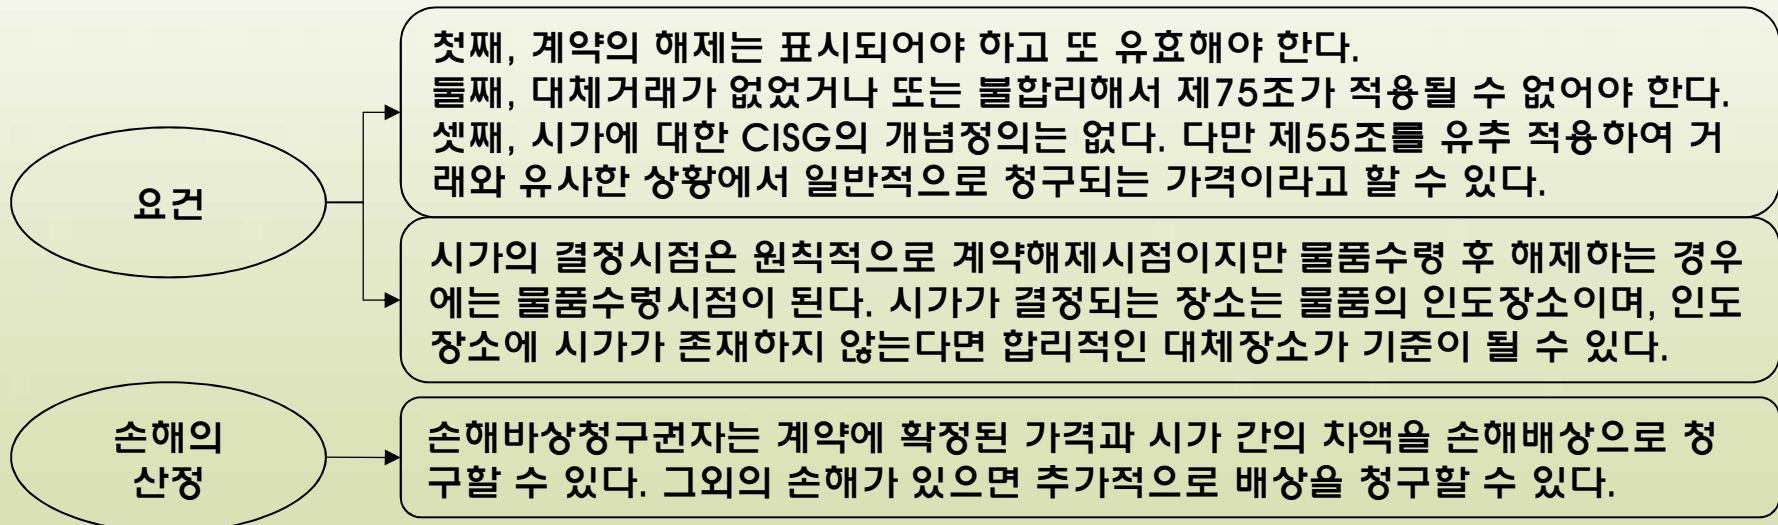 요건
첫째, 계약의 해제는 표시되어야 하고 또 유효해야 한다.
둘째, 대체거래가 없었거나 또는 불합리해서 제75조가 적용될 수 없어야 한다.
셋째, 시가에 대한 CISG의 개념정의는 없다. 다만 제55조를 유추 적용하여 거
래와 유사한 상황에서 일반적으로 청구되는 가격이라고 할 수 있다.
시가의 결정시점은 원칙적으로 계약해제시점이지만 물품수령 후 해제하는 경우
에는 물품수렁시점이 된다. 시가가 결정되는 장소는 물품의 인도장소이며, 인도
장소에 시가가 존재하지 않는다면 합리적인 대체장소가 기준이 될 수 있다.
손해의
산정
손해바상청구권자는 계약에 확정된 가격과 시가 간의 차액을 손해배상으로 청
구할 수 있다. 그외의 손해가 있으면 추가적으로 배상을 청구할 수 있다.